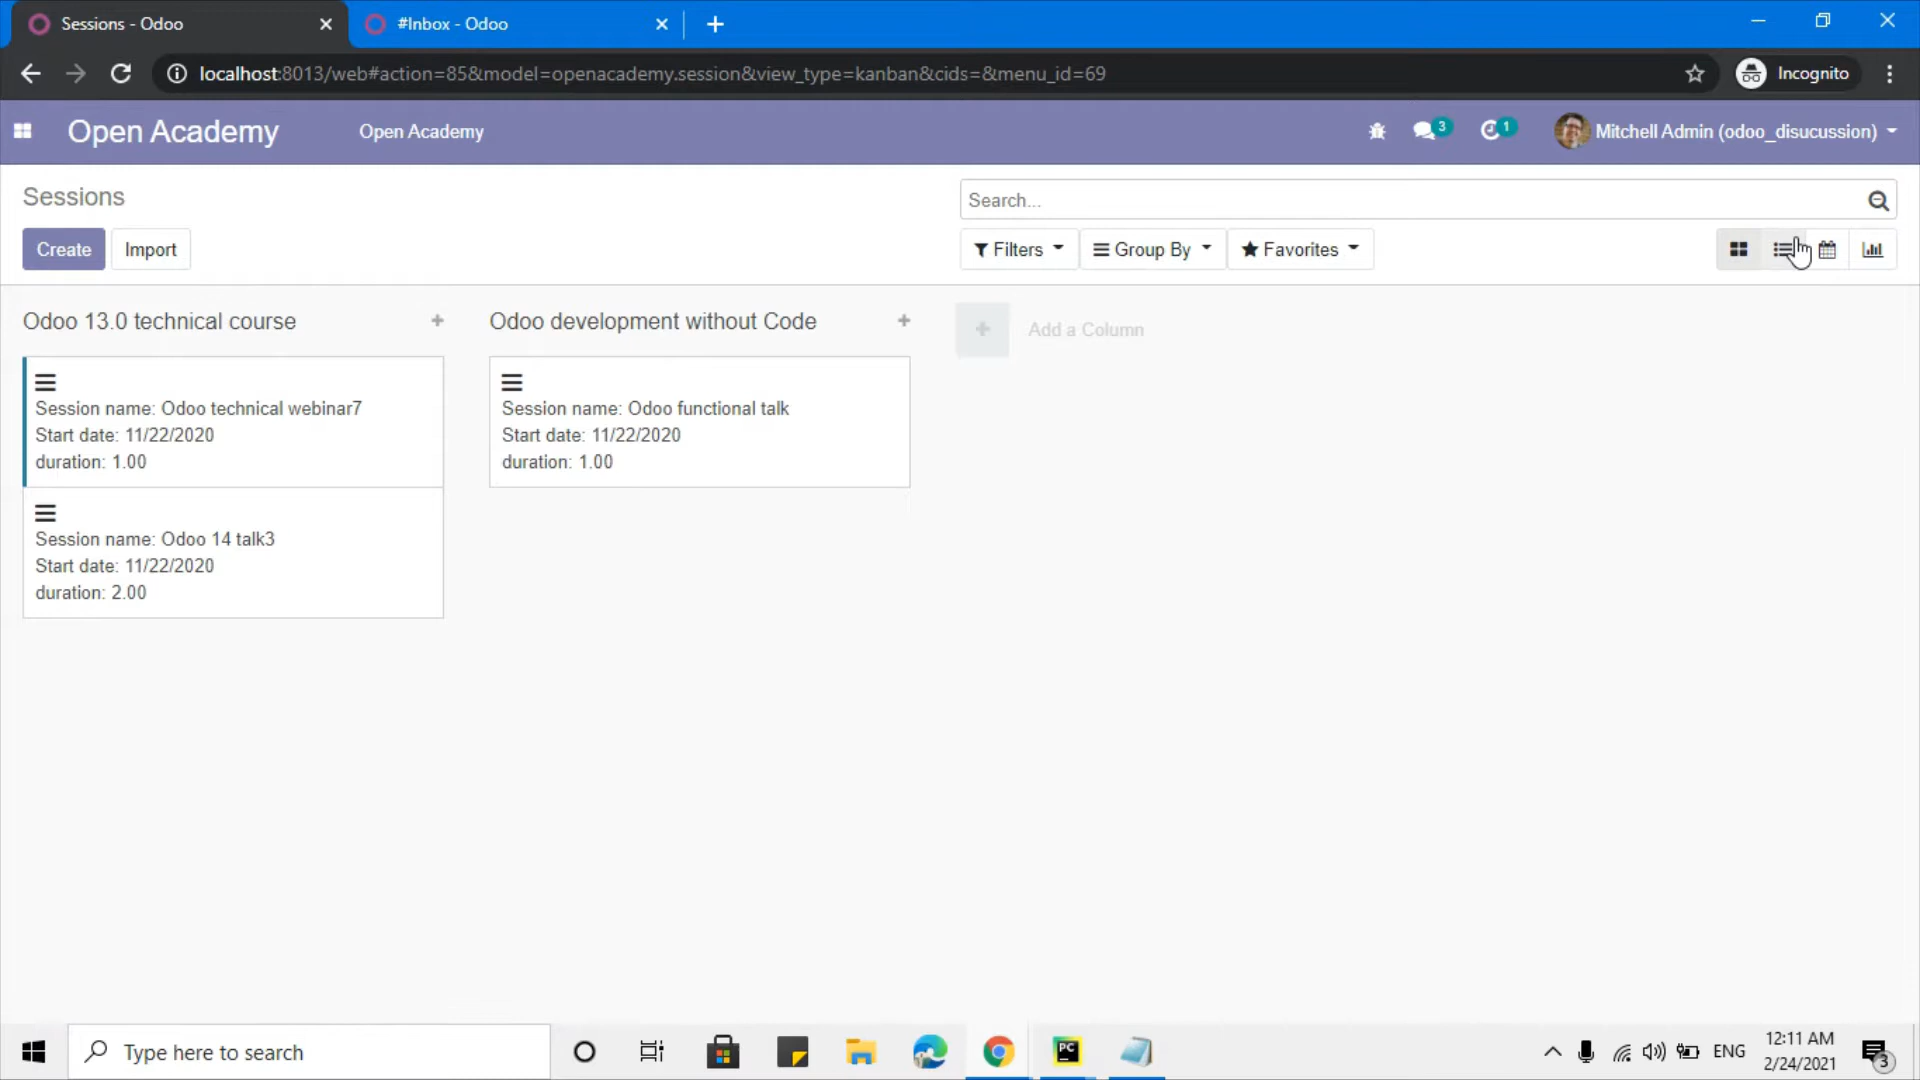 Sessions - Odoo
#Inbox - Odoo
localhost:8013/web#action=85&model=openacademy.session&view_type=kanban&cids=&menu_id=69
Incognito
Open Academy
Open Academy
3
1
Mitchell Admin (odoo_disucussion)
Sessions
Search...
Create
Import
Filters
Group By
Favorites
Odoo 13.0 technical course
Odoo development without Code
Add a Column
Session name: Odoo technical webinar7
Start date: 11/22/2020
duration: 1.00
Session name: Odoo functional talk
Start date: 11/22/2020
duration: 1.00
Session name: Odoo 14 talk3
Start date: 11/22/2020
duration: 2.00
Type here to search
PC
ENG
12:11 AM
2/24/2021
3